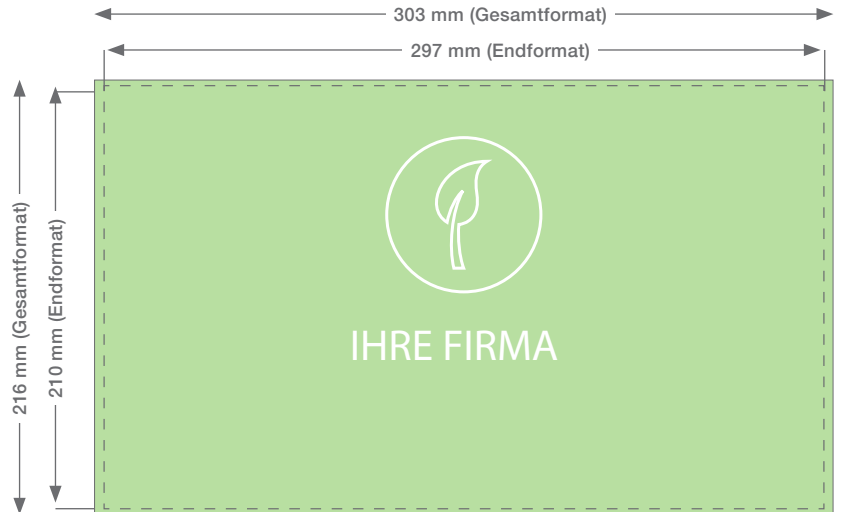 303 mm (Gesamtformat)
297 mm (Endformat)
216 mm (Gesamtformat)
210 mm (Endformat)
IHRE FIRMA